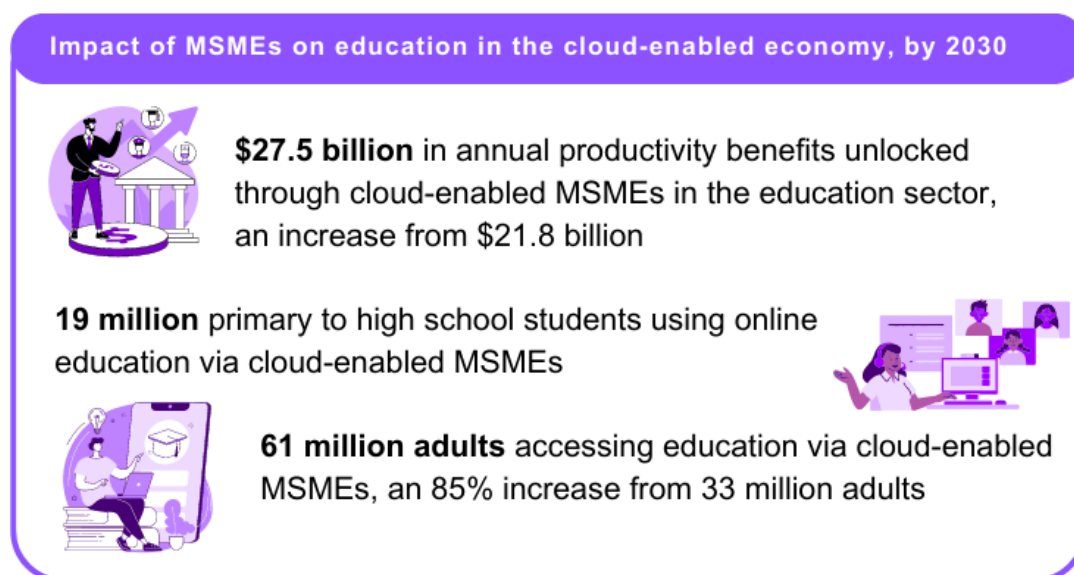 Impact of MSMEs on education in the cloud-enabled economy, by 2030
$27.5 billion in annual productivity benefits unlocked
through cloud-enabled MSMEs in the education sector,
an increase from $21.8 billion
19 million primary to high school students using online
education via cloud-enabled MSMEs
61 million adults accessing education via cloud-enabled
MSMEs, an 85% increase from 33 million adults